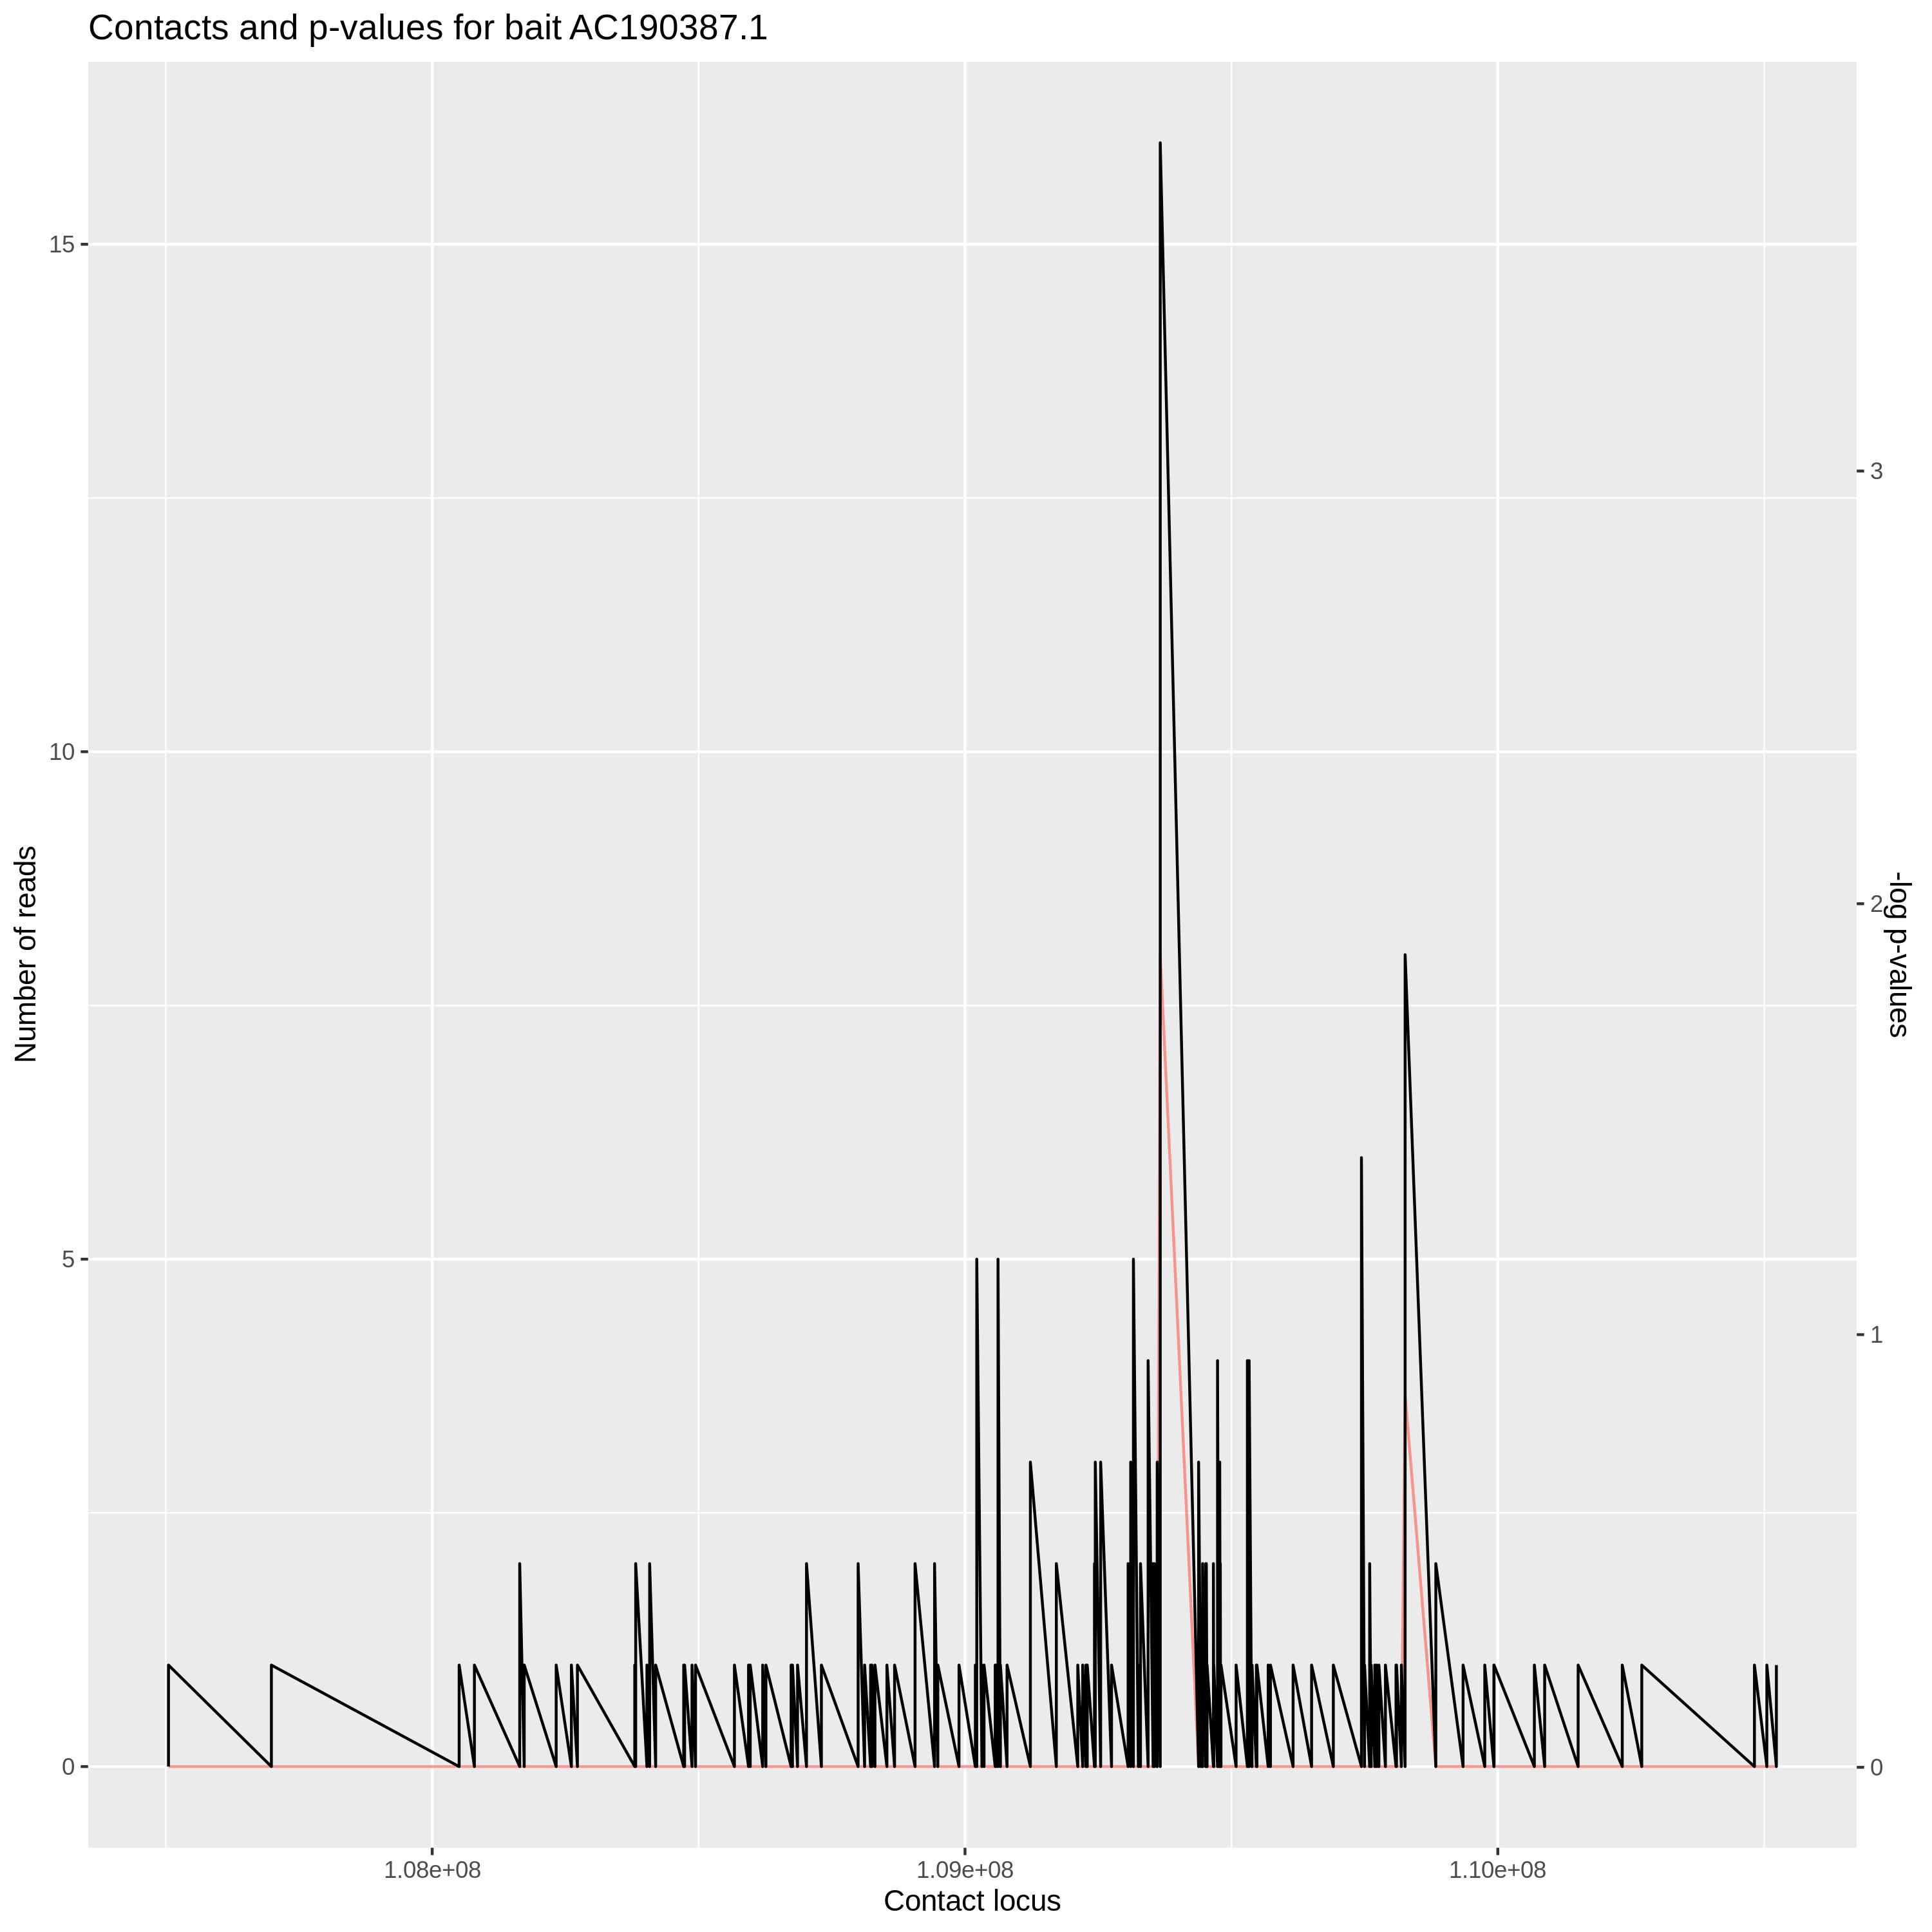 Contacts and p-values for bait AC190387.1
15
10
5
0
Number of reads
3
2
1
0
-log p-values
1.08e+08
1.09e+08
1.10e+08
Contact locus